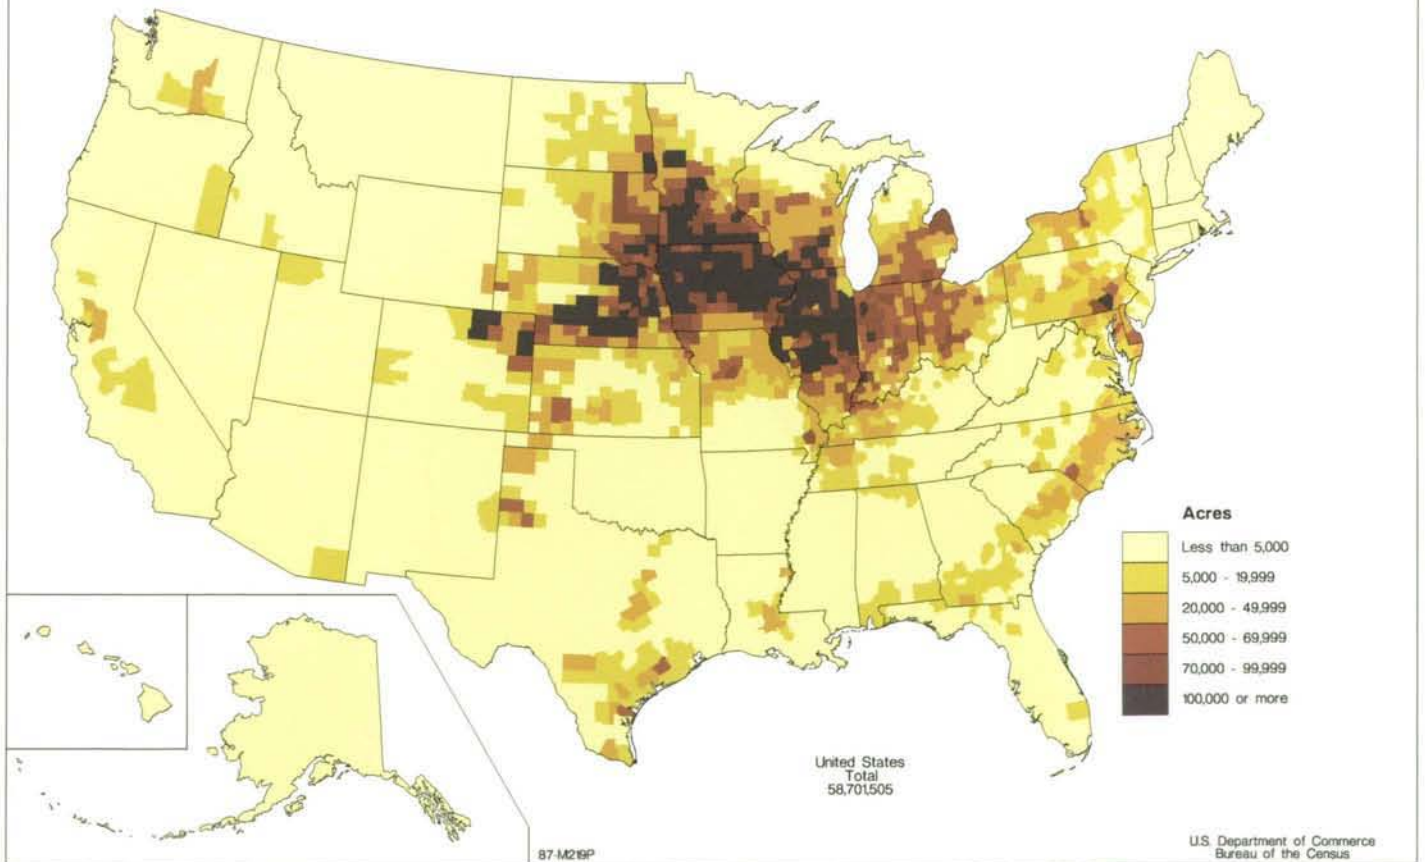 Acres
Less than 5,000
5,000 - 19,999
20,000 - 49,999
50,000 - 69,999
70,000 - 99,999
100,000 or more
United States
Total
58,701,505
87-M219P
U.S. Department of Commerce
Bureau of the Census